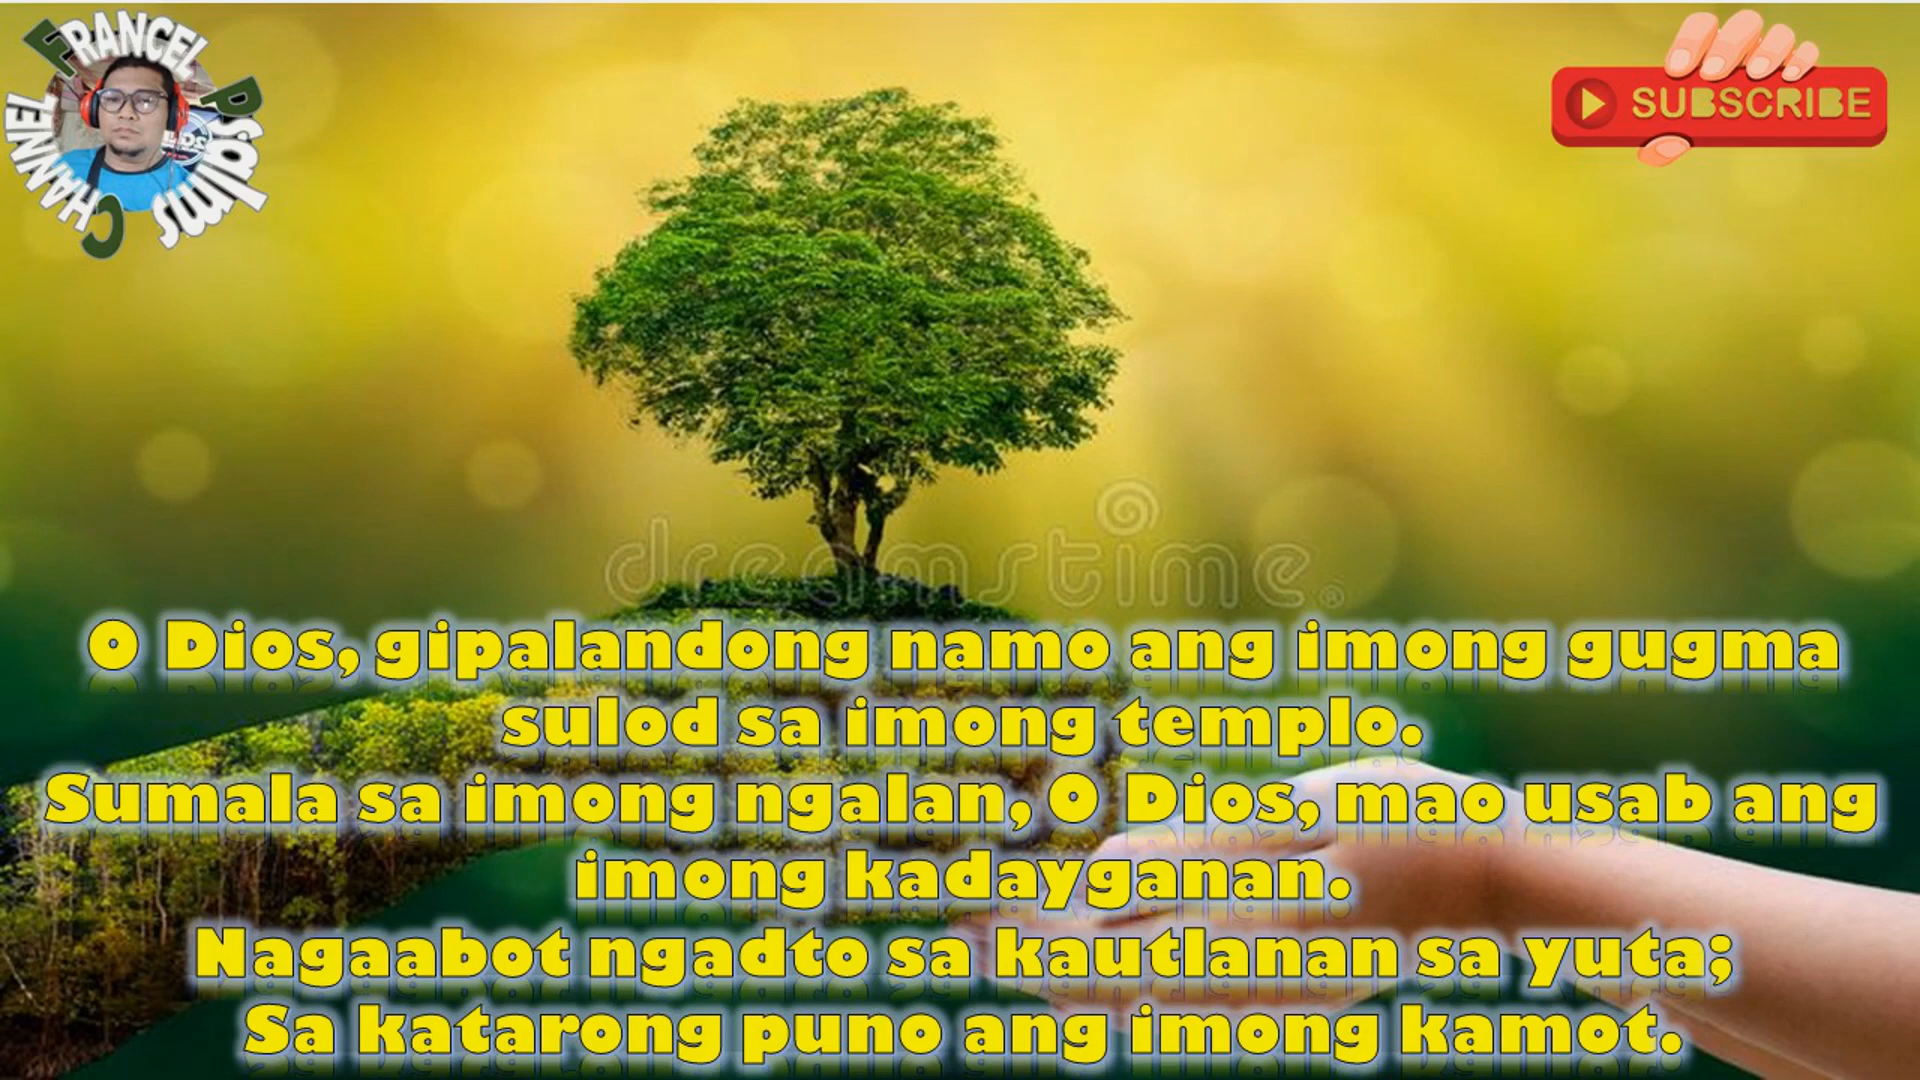 FRANCEL Psalms CHANNEL
SUBSCRIBE
dreamstime®
O Dios, gipalandong namo ang imong gugma
sulod sa imong templo.
Sumala sa imong ngalan, O Dios, mao usab ang
imong kadayganan.
Nagaabot ngadto sa kautlanan sa yuta;
Sa katarong puno ang imong kamot.